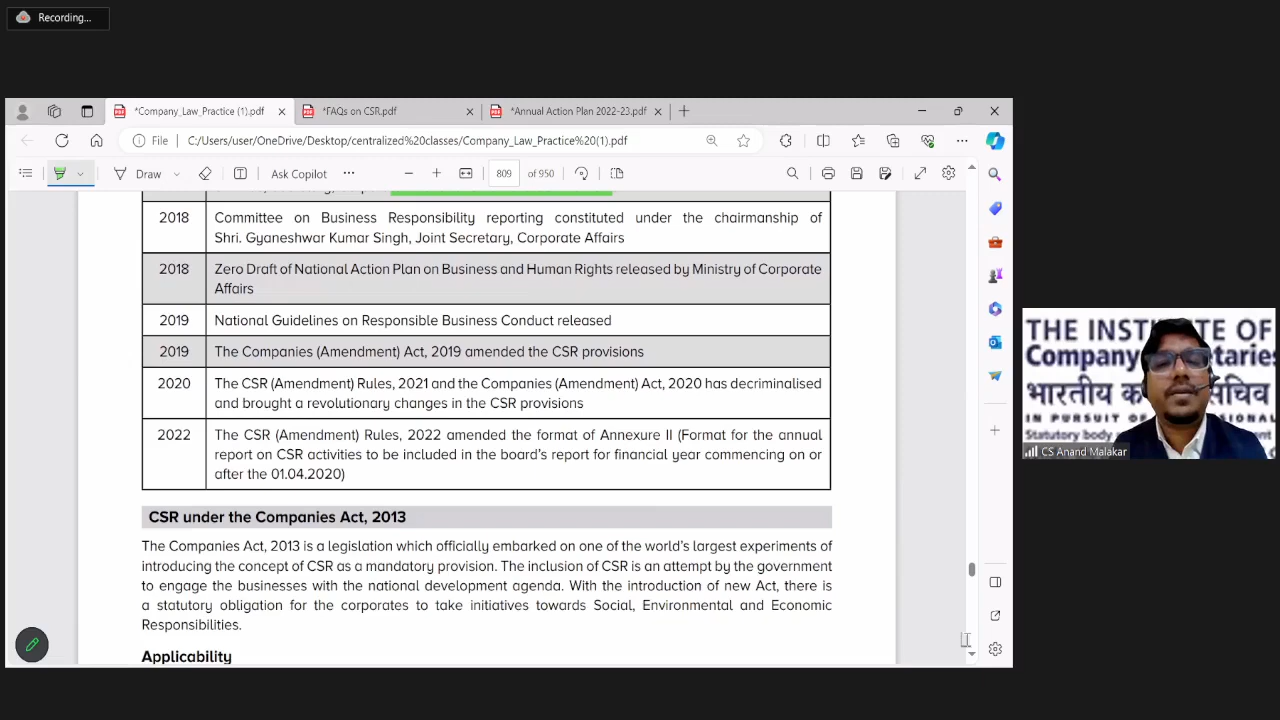 Recording...
*Company_Law_Practice (1).pdf
*FAQs on CSR.pdf
*Annual Action Plan 2022-23.pdf
File
C:/Users/user/OneDrive/Desktop/centralized%20classes/Company_Law_Practice%20(1).pdf
Draw
Ask Copilot
809 of 950
2018 Committee on Business Responsibility reporting constituted under the chairmanship of
Shri. Gyaneshwar Kumar Singh, Joint Secretary, Corporate Affairs
2018 Zero Draft of National Action Plan on Business and Human Rights released by Ministry of Corporate
Affairs
2019 National Guidelines on Responsible Business Conduct released
2019 The Companies (Amendment) Act, 2019 amended the CSR provisions
2020 The CSR (Amendment) Rules, 2021 and the Companies (Amendment) Act, 2020 has decriminalised
and brought a revolutionary changes in the CSR provisions
2022 The CSR (Amendment) Rules, 2022 amended the format of Annexure II (Format for the annual
report on CSR activities to be included in the board's report for financial year commencing on or
after the 01.04.2020)
CSR under the Companies Act, 2013
The Companies Act, 2013 is a legislation which officially embarked on one of the world's largest experiments of
introducing the concept of CSR as a mandatory provision. The inclusion of CSR is an attempt by the government
to engage the businesses with the national development agenda. With the introduction of new Act, there is
a statutory obligation for the corporates to take initiatives towards Social, Environmental and Economic
Responsibilities.
Applicability
THE INSTITUTE OF
Company
भारतीय
सचिव
IN PURSUIT OF
Statutory body
CS Anand Malakar